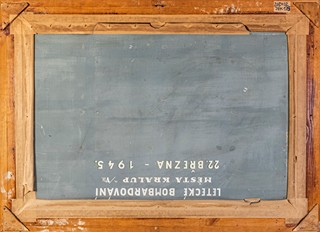 LETECKÉ BOMBARDOVÁNÍ
MĚSTA KRALUP n/V.
22. BŘEZNA - 1945.